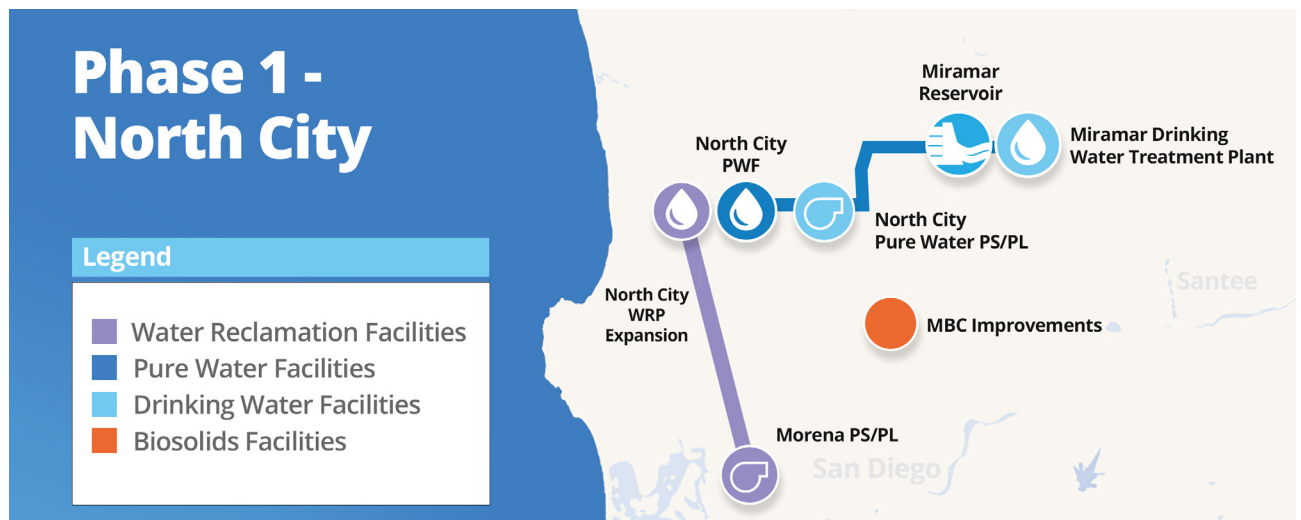 Phase 1 -
North City
Legend
Water Reclamation Facilities
Pure Water Facilities
Drinking Water Facilities
Biosolids Facilities
Miramar
Reservoir
Miramar Drinking
Water Treatment Plant
North City
PWF
North City
Pure Water PS/PL
Santee
North City
WRP
Expansion
MBC Improvements
Morena PS/PL
San Diego